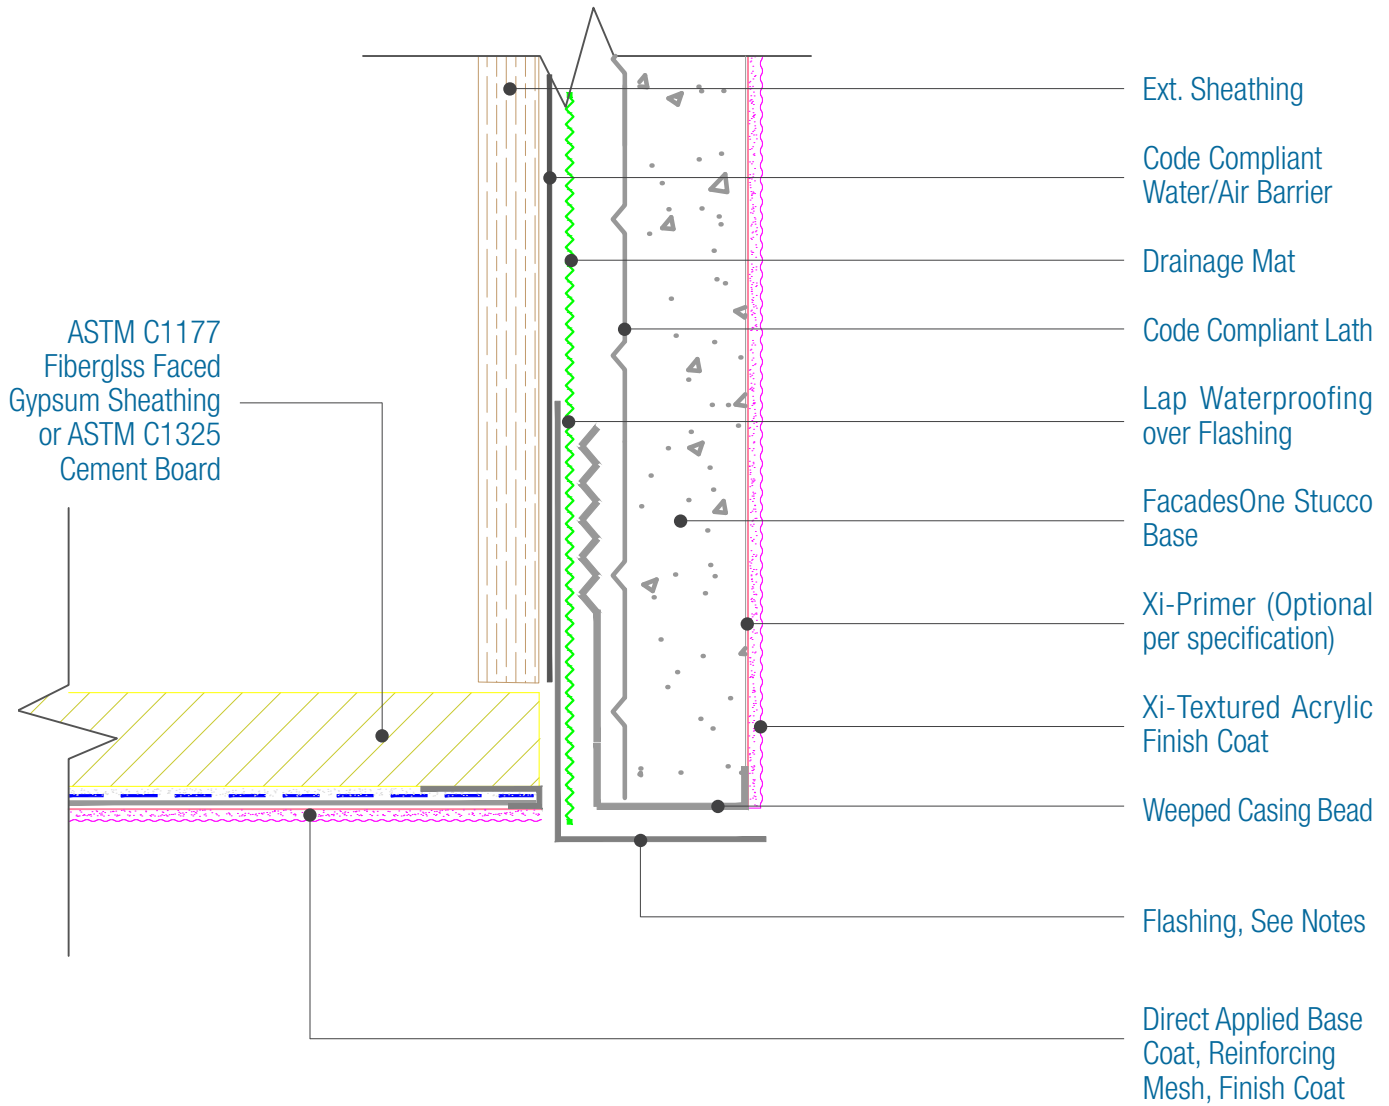 Ext. Sheathing
Code Compliant
Water/Air Barrier
Drainage Mat
Code Compliant Lath
Lap Waterproofing
over Flashing
FacadesOne Stucco
Base
Xi-Primer (Optional
per specification)
Xi-Textured Acrylic
Finish Coat
Weeped Casing Bead
Flashing, See Notes
Direct Applied Base
Coat, Reinforcing
Mesh, Finish Coat
ASTM C1177
Fiberglss Faced
Gypsum Sheathing
or ASTM C1325
Cement Board